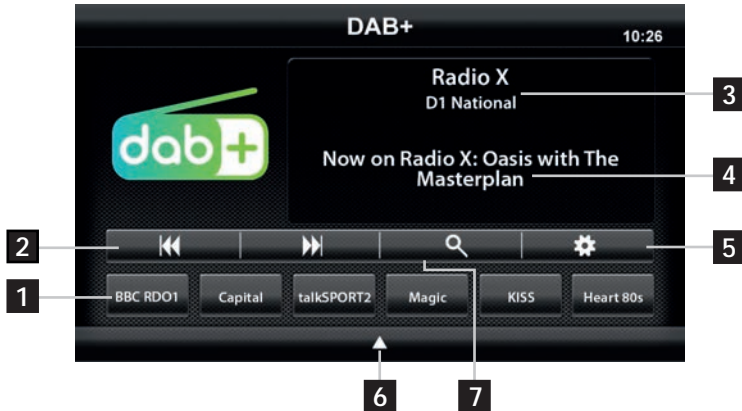 DAB+
10:26
dab+
Radio X
D1 National
3
Now on Radio X: Oasis with The
Masterplan
4
2
5
1
BBC RDO1 Capital talkSPORT2 Magic KISS Heart 80s
6
7